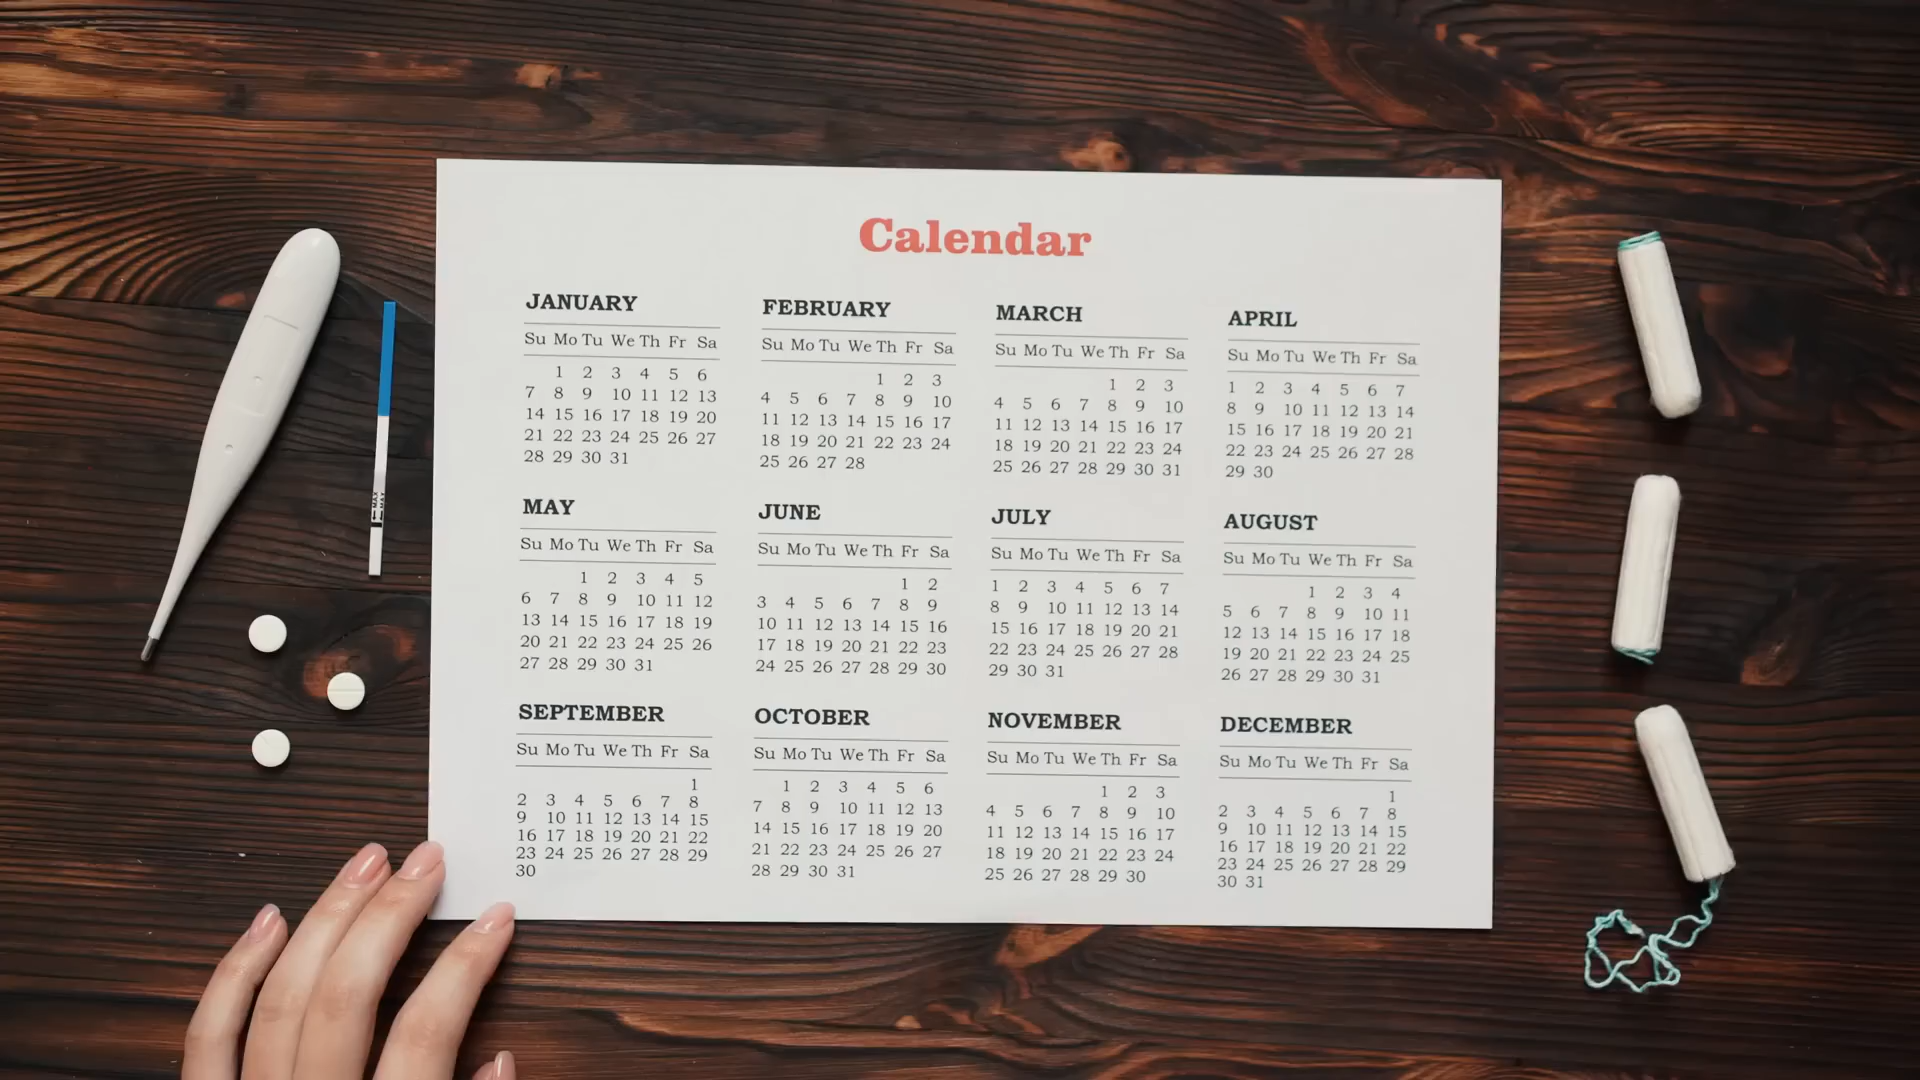 Calendar
JANUARY
Su Mo Tu We Th Fr Sa
1 2 3 4 5 6
7 8 9 10 11 12 13
14 15 16 17 18 19 20
21 22 23 24 25 26 27
28 29 30 31
FEBRUARY
Su Mo Tu We Th Fr Sa
1 2 3
4 5 6 7 8 9 10
11 12 13 14 15 16 17
18 19 20 21 22 23 24
25 26 27 28
MARCH
Su Mo Tu We Th Fr Sa
1 2 3
4 5 6 7 8 9 10
11 12 13 14 15 16 17
18 19 20 21 22 23 24
25 26 27 28 29 30 31
APRIL
Su Mo Tu We Th Fr Sa
1 2 3 4 5 6 7
8 9 10 11 12 13 14
15 16 17 18 19 20 21
22 23 24 25 26 27 28
29 30
MAY
Su Mo Tu We Th Fr Sa
1 2 3 4 5
6 7 8 9 10 11 12
13 14 15 16 17 18 19
20 21 22 23 24 25 26
27 28 29 30 31
JUNE
Su Mo Tu We Th Fr Sa
1 2
3 4 5 6 7 8 9
10 11 12 13 14 15 16
17 18 19 20 21 22 23
24 25 26 27 28 29 30
JULY
Su Mo Tu We Th Fr Sa
1 2 3 4 5 6 7
8 9 10 11 12 13 14
15 16 17 18 19 20 21
22 23 24 25 26 27 28
29 30 31
AUGUST
Su Mo Tu We Th Fr Sa
1 2 3 4
5 6 7 8 9 10 11
12 13 14 15 16 17 18
19 20 21 22 23 24 25
26 27 28 29 30 31
SEPTEMBER
Su Mo Tu We Th Fr Sa
1
2 3 4 5 6 7 8
9 10 11 12 13 14 15
16 17 18 19 20 21 22
23 24 25 26 27 28 29
30
OCTOBER
Su Mo Tu We Th Fr Sa
1 2 3 4 5 6
7 8 9 10 11 12 13
14 15 16 17 18 19 20
21 22 23 24 25 26 27
28 29 30 31
NOVEMBER
Su Mo Tu We Th Fr Sa
1 2 3
4 5 6 7 8 9 10
11 12 13 14 15 16 17
18 19 20 21 22 23 24
25 26 27 28 29 30
DECEMBER
Su Mo Tu We Th Fr Sa
1
2 3 4 5 6 7 8
9 10 11 12 13 14 15
16 17 18 19 20 21 22
23 24 25 26 27 28 29
30 31
MAX
MAX